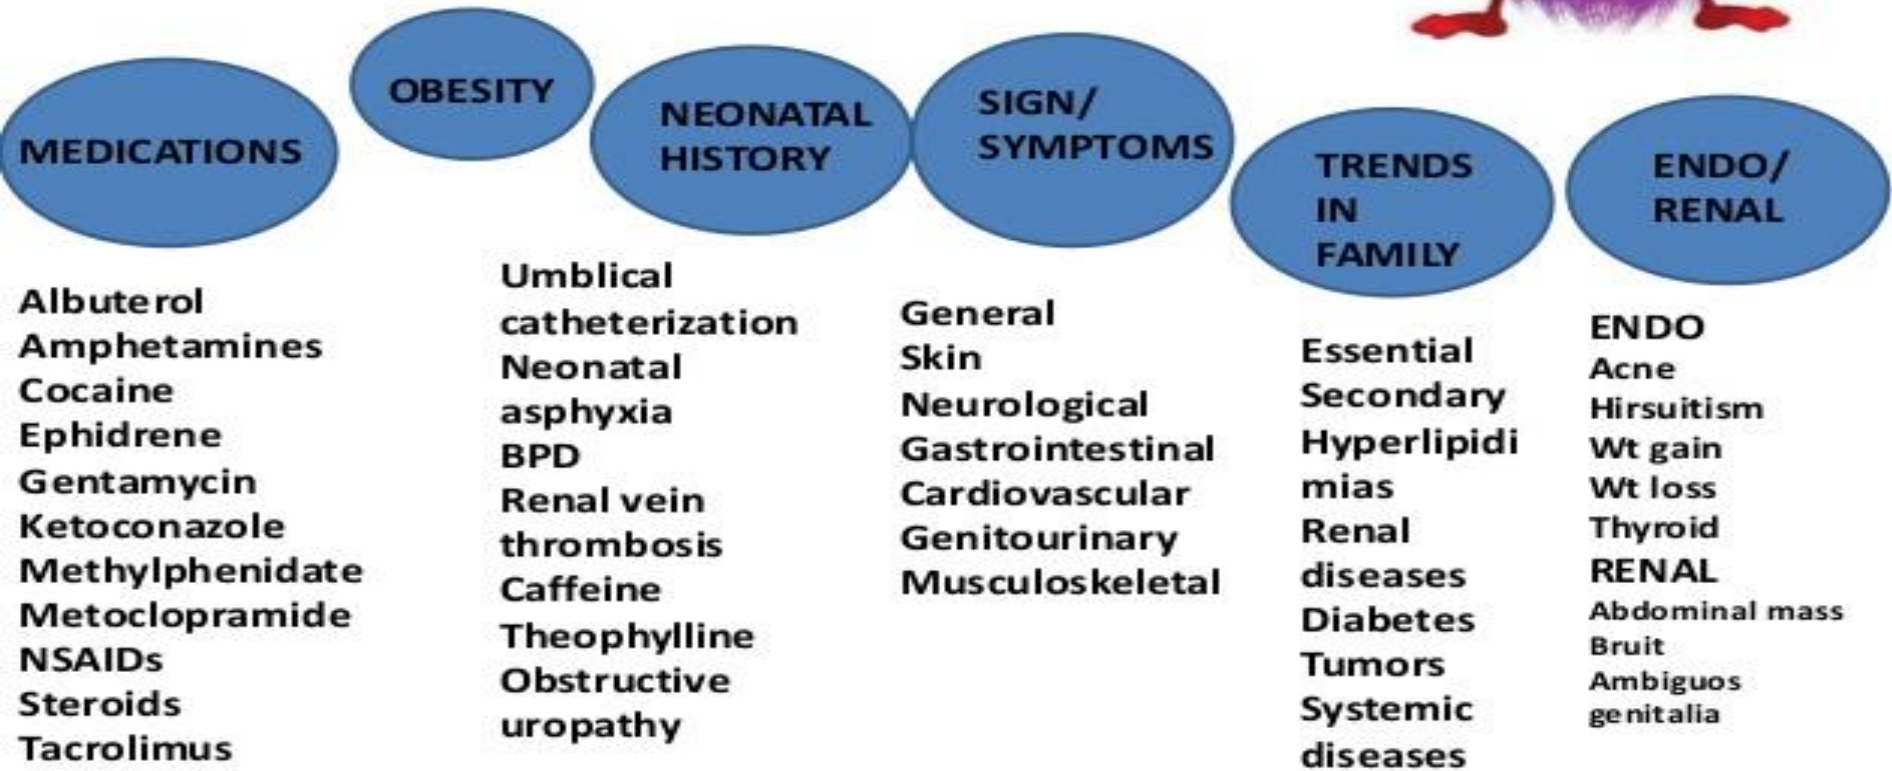 MEDICATIONS
OBESITY
NEONATAL
HISTORY
SIGN/
SYMPTOMS
TRENDS
IN
FAMILY
ENDO/
RENAL
Albuterol
Amphetamines
Cocaine
Ephidrene
Gentamycin
Ketoconazole
Methylphenidate
Metoclopramide
NSAIDs
Steroids
Tacrolimus
Umblical
catheterization
Neonatal
asphyxia
BPD
Renal vein
thrombosis
Caffeine
Theophylline
Obstructive
uropathy
General
Skin
Neurological
Gastrointestinal
Cardiovascular
Genitourinary
Musculoskeletal
Essential
Secondary
Hyperlipidi
mias
Renal
diseases
Diabetes
Tumors
Systemic
diseases
ENDO
Acne
Hirsuitism
Wt gain
Wt loss
Thyroid
RENAL
Abdominal mass
Bruit
Ambiguos
genitalia